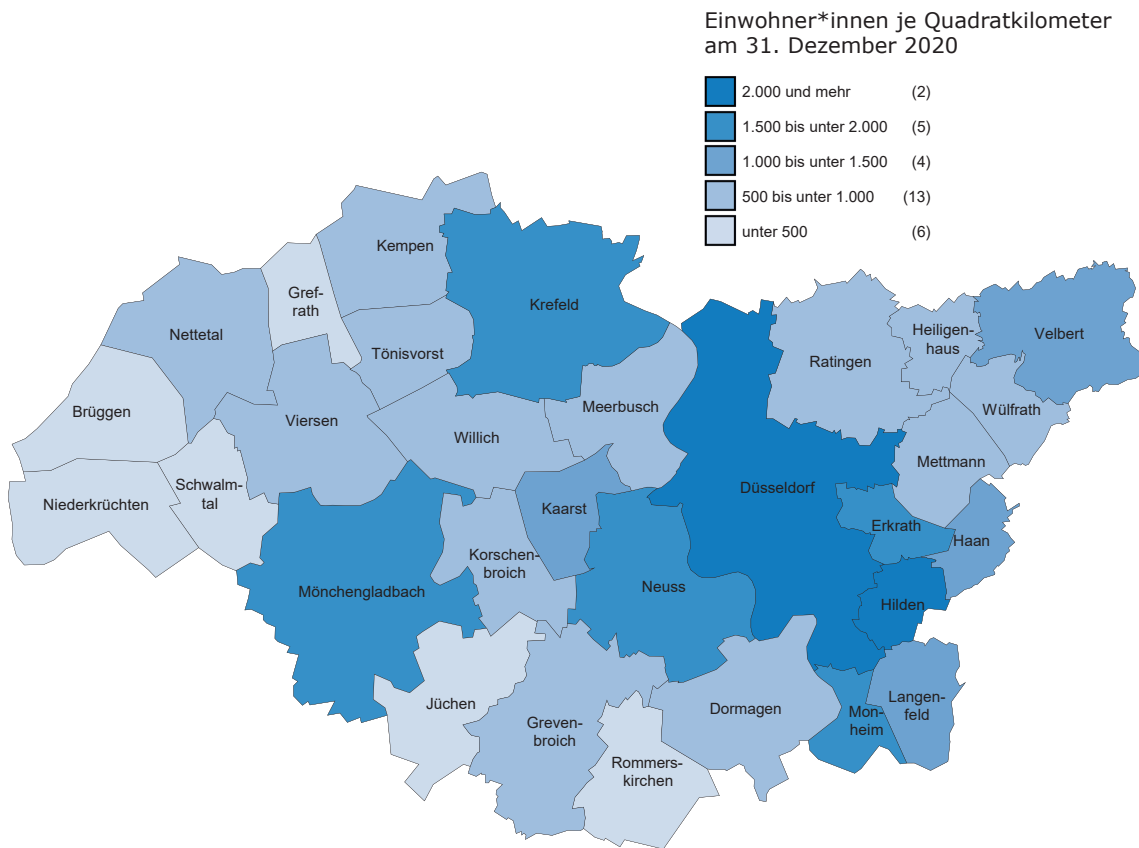 Einwohner*innen je Quadratkilometer
am 31. Dezember 2020
2.000 und mehr (2)
1.500 bis unter 2.000 (5)
1.000 bis unter 1.500 (4)
500 bis unter 1.000 (13)
unter 500 (6)
Kempen
Gref-
rath
Krefeld
Nettetal
Tönisvorst
Heiligen-
haus
Velbert
Ratingen
Brüggen
Viersen
Willich
Meerbusch
Wülfrath
Mettmann
Niederkrüchten
Schwalm-
tal
Düsseldorf
Kaarst
Erkrath
Haan
Korschen-
broich
Mönchengladbach
Neuss
Hilden
Jüchen
Greven-
broich
Dormagen
Mon-
heim
Langen-
feld
Rommers-
kirchen